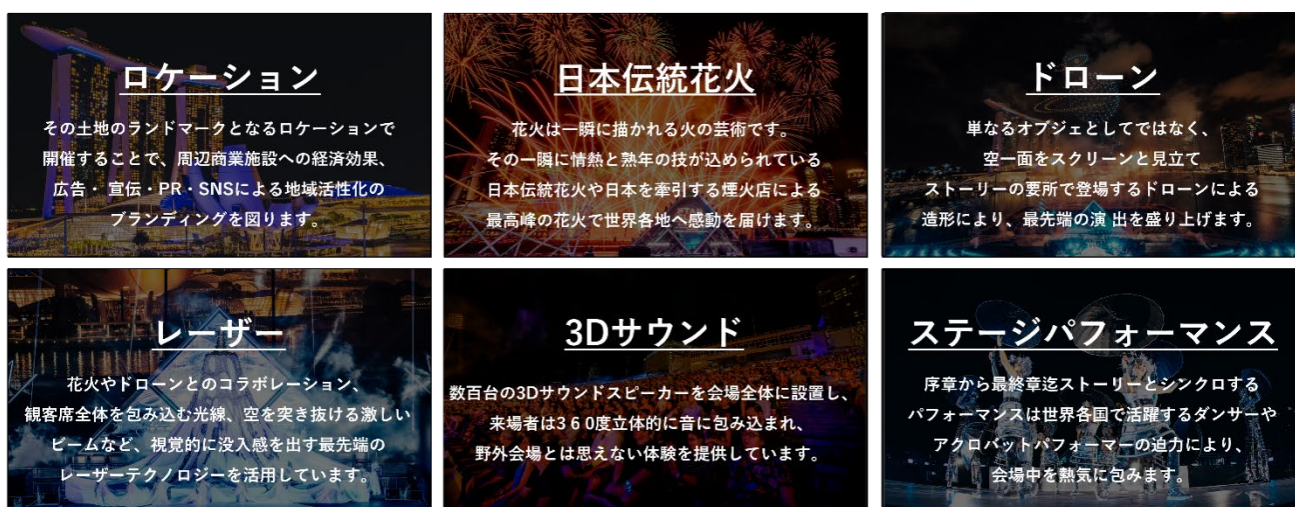 ロケーション
その土地のランドマークとなるロケーションで
開催することで、周辺商業施設への経済効果、
広告・ 宣伝・PR・SNSによる地域活性化の
ブランディングを図ります。
日本伝統花火
花火は一瞬に描かれる火の芸術です。
その一瞬に情熱と熟年の技が込められている
日本伝統花火や日本を牽引する煙火店による
最高峰の花火で世界各地へ感動を届けます。
ドローン
単なるオブジェとしてではなく、
空一面をスクリーンと見立て
ストーリーの要所で登場するドローンによる
造形により、最先端の演 出を盛り上げます。
レーザー
花火やドローンとのコラボレーション、
観客席全体を包み込む光線、空を突き抜ける激しい
ビームなど、視覚的に没入感を出す最先端の
レーザーテクノロジーを活用しています。
3Dサウンド
数百台の3Dサウンドスピーカーを会場全体に設置し、
来場者は3 6 0度立体的に音に包み込まれ、
野外会場とは思えない体験を提供しています。
ステージパフォーマンス
序章から最終章迄ストーリーとシンクロする
パフォーマンスは世界各国で活躍するダンサーや
アクロバットパフォーマーの迫力により、
会場中を熱気に包みます。